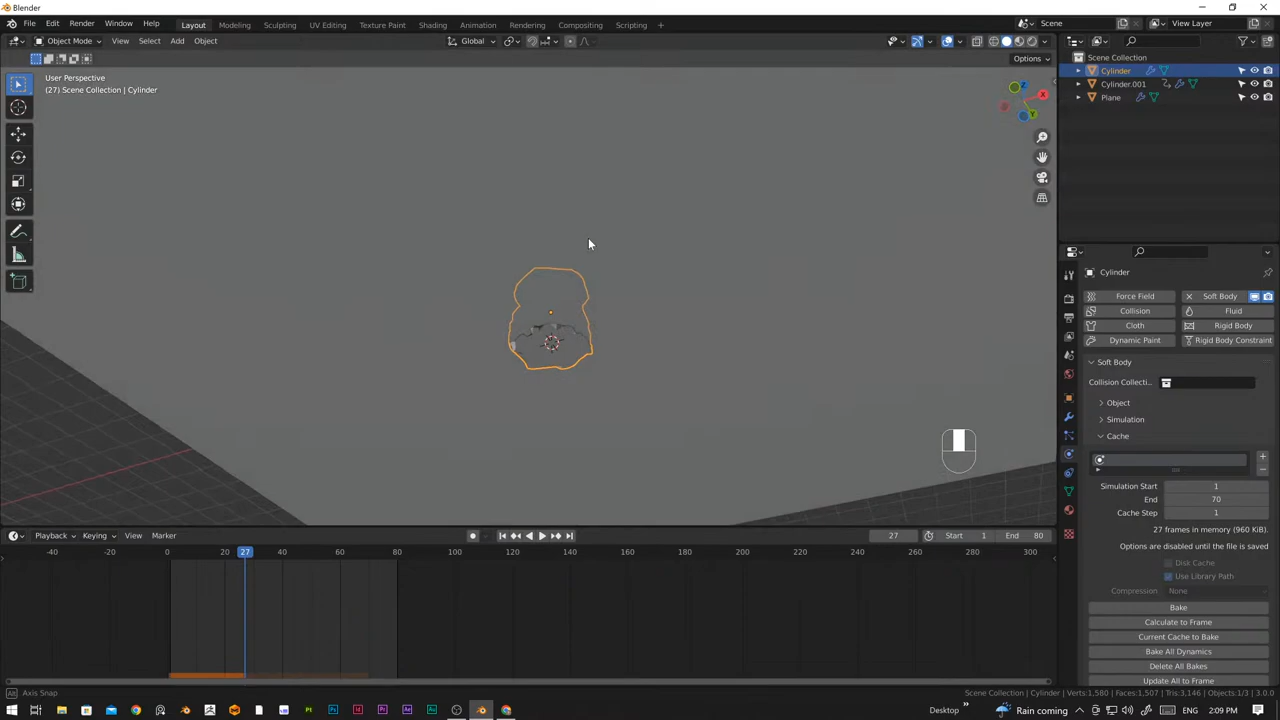 Blender
File Edit Render Window Help Layout Modeling Sculpting UV Editing Texture Paint Shading Animation Rendering Compositing Scripting + Scene View Layer
Object Mode View Select Add Object Global
Options
User Perspective
(27) Scene Collection | Cylinder
X
Y
Z
Scene Collection
Cylinder
Cylinder.001
Plane
Cylinder
Force Field Soft Body
Collision Fluid
Cloth Rigid Body
Dynamic Paint Rigid Body Constraint
Soft Body
Collision Collecti...
Object
Simulation
Cache
Simulation Start 1
End 70
Cache Step 1
27 frames in memory (960 KiB)
Options are disabled until the file is saved
Disk Cache
Use Library Path
Compression None
Bake
Calculate to Frame
Current Cache to Bake
Bake All Dynamics
Delete All Bakes
Update All to Frame
Playback Keying View Marker 27 Start 1 End 80
-40 -20 0 20 27 40 60 80 100 120 140 160 180 200 220 240 260 280 300
Alt Axis Snap
Scene Collection | Cylinder | Verts:1,580 | Faces:1,507 | Tris:3,146 | Objects:1/3 | 3.0.0
Desktop Rain coming ENG 2:09 PM